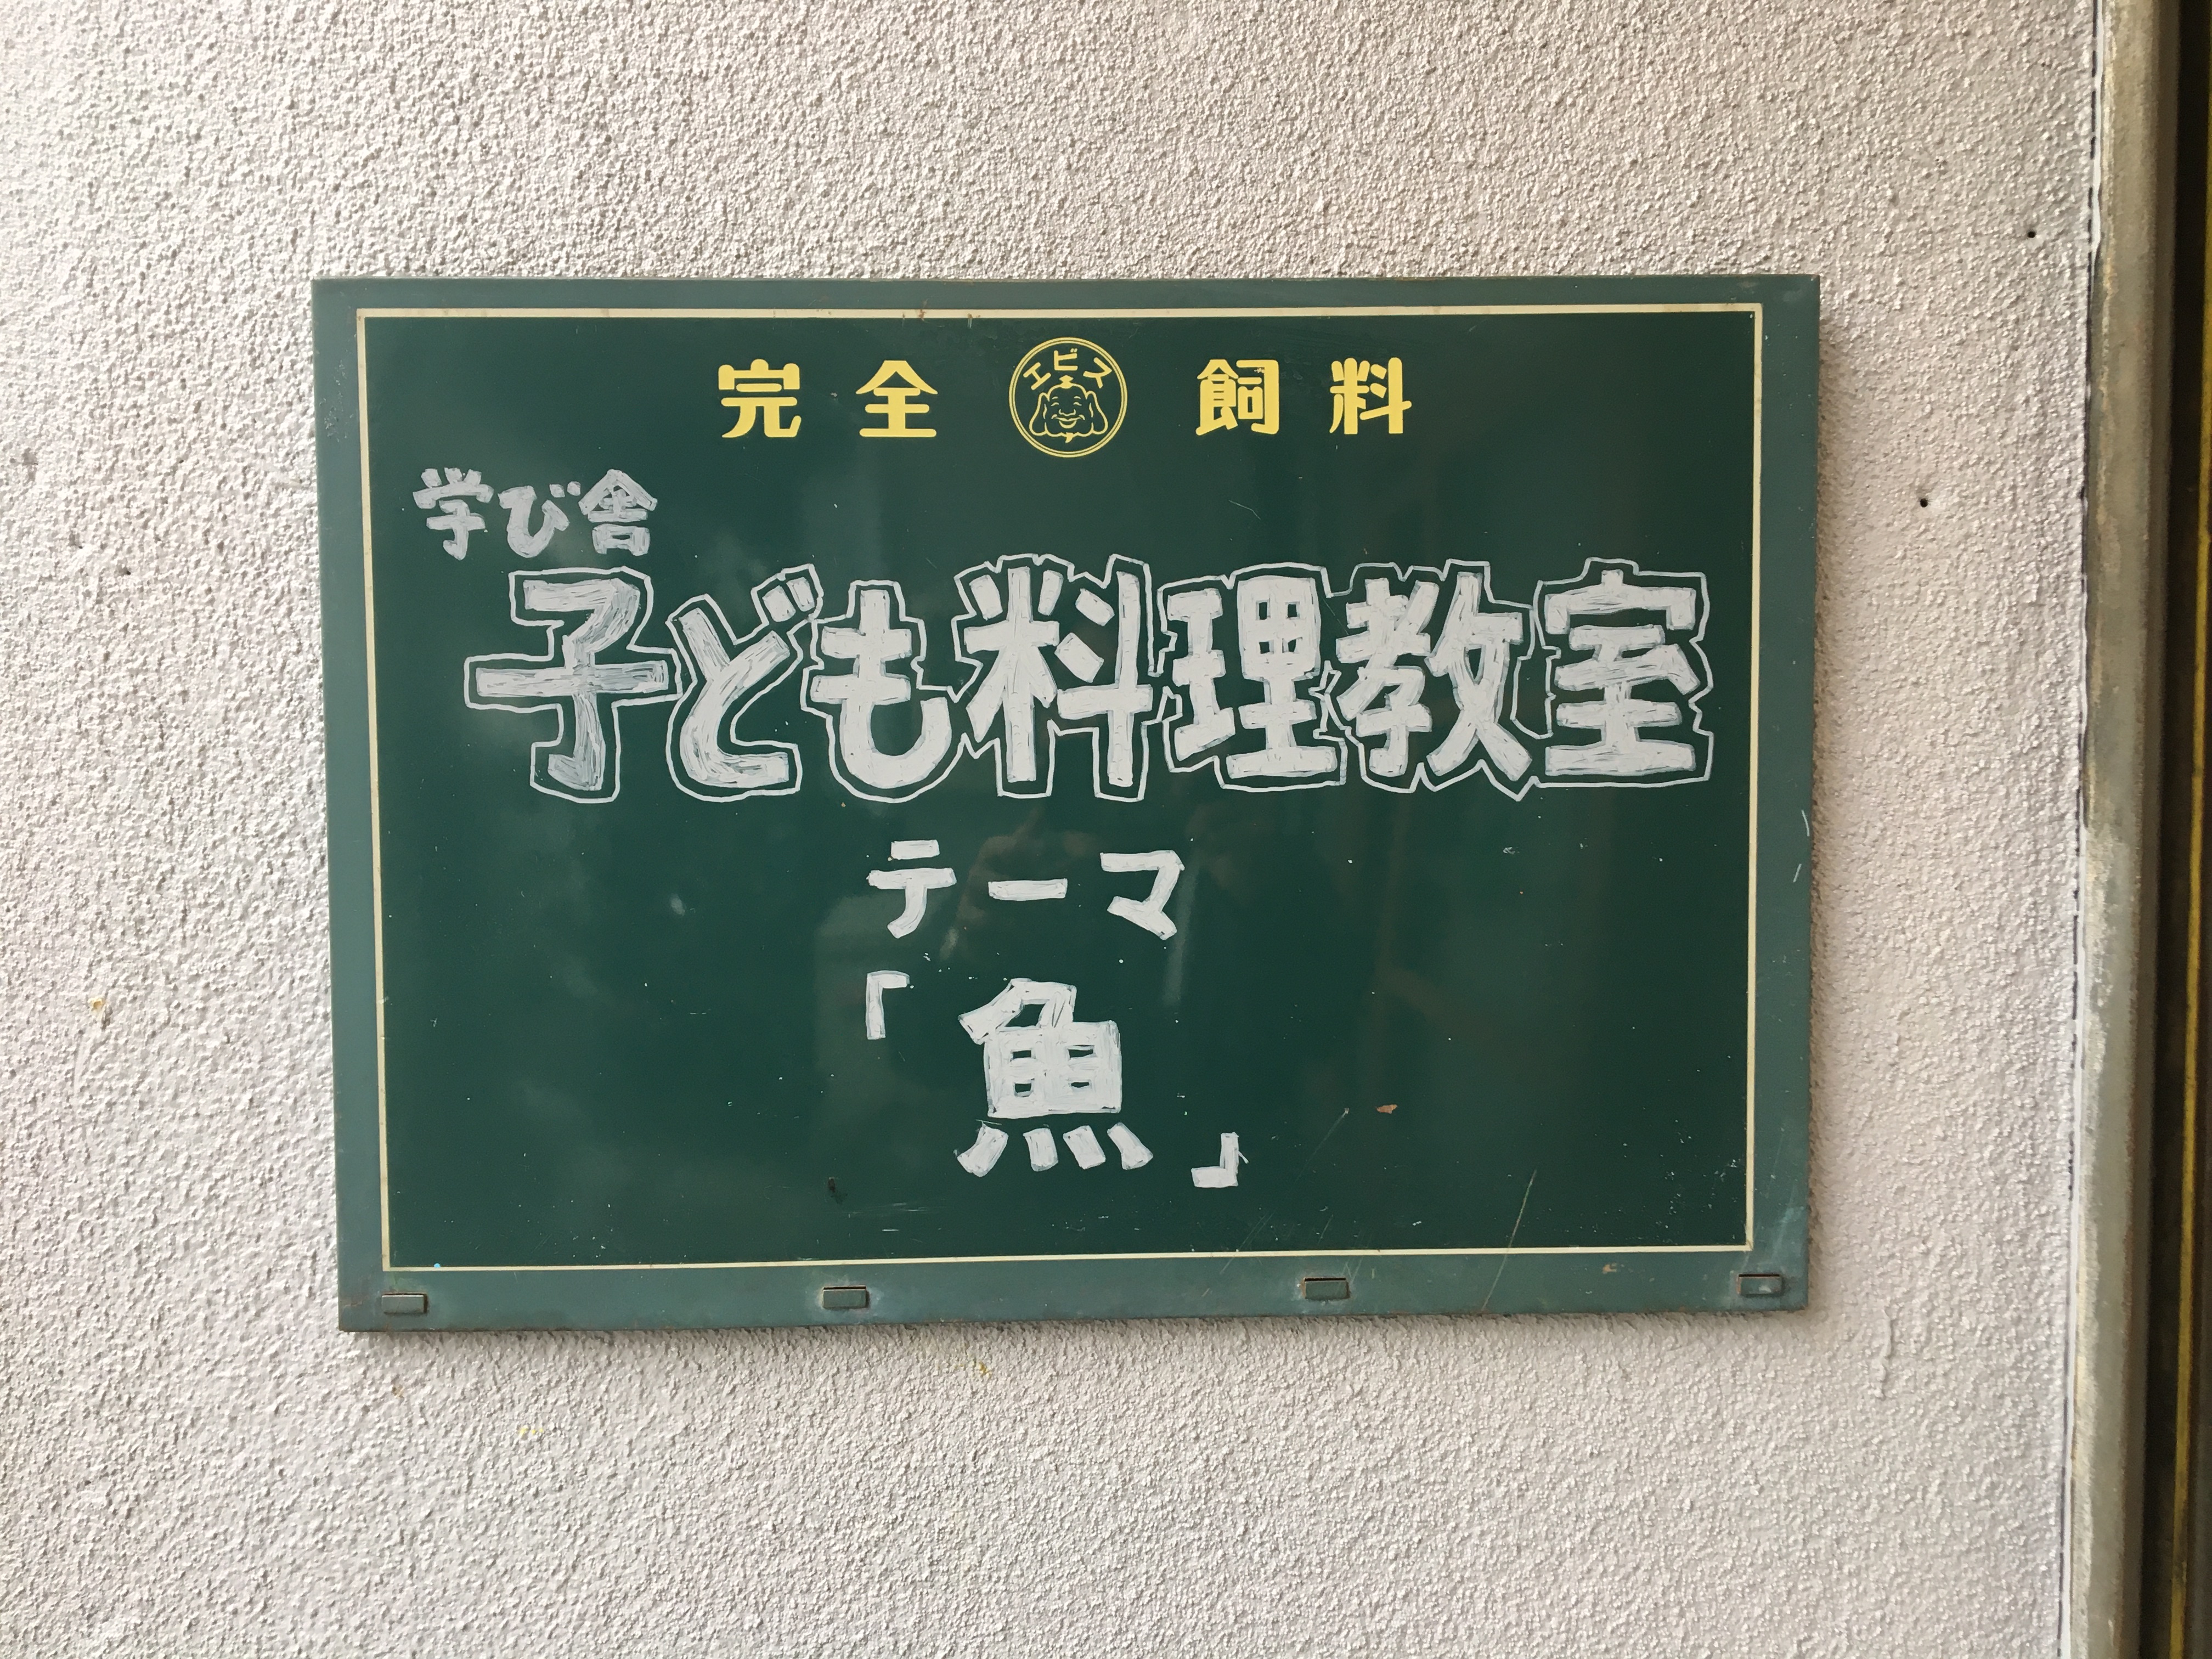 完全 エビス 飼料
学び舎
子ども料理教室
テーマ
「魚」